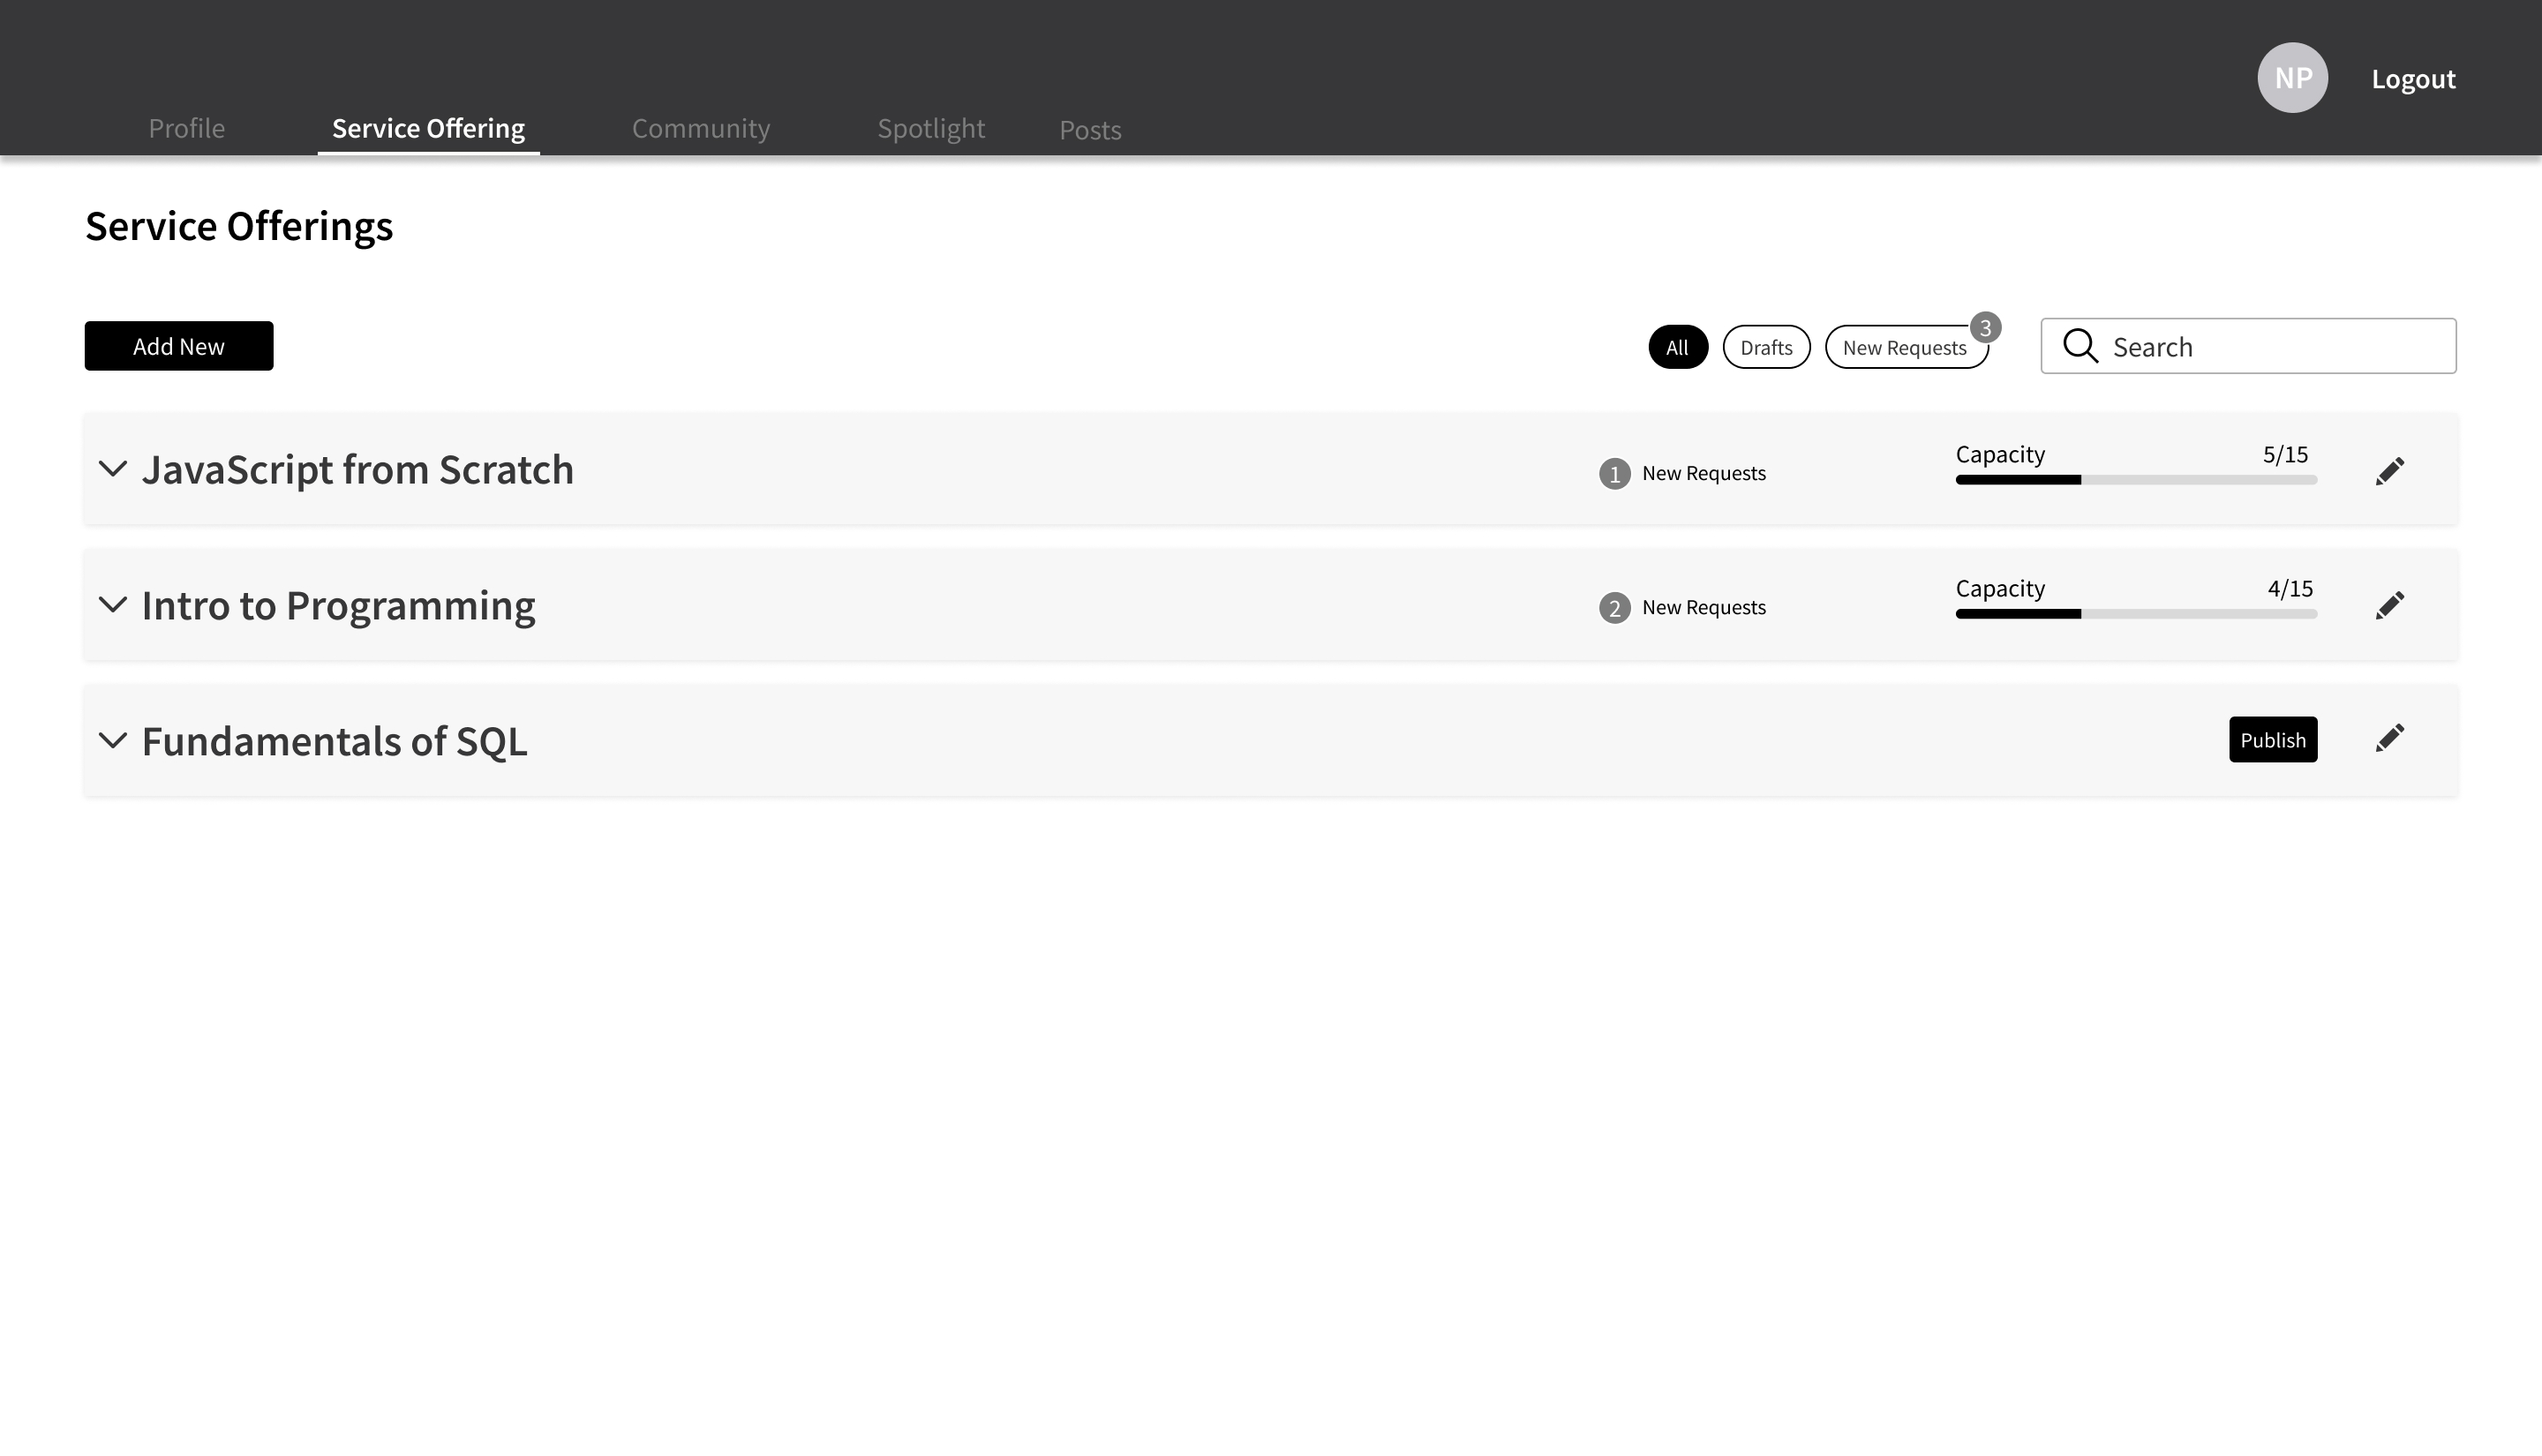 NP
Logout
Profile
Service Offering
Community
Spotlight
Posts
Service Offerings
Add New
All
Drafts
New Requests
3
Search
JavaScript from Scratch
1
New Requests
Capacity
5/15
Intro to Programming
2
New Requests
Capacity
4/15
Fundamentals of SQL
Publish